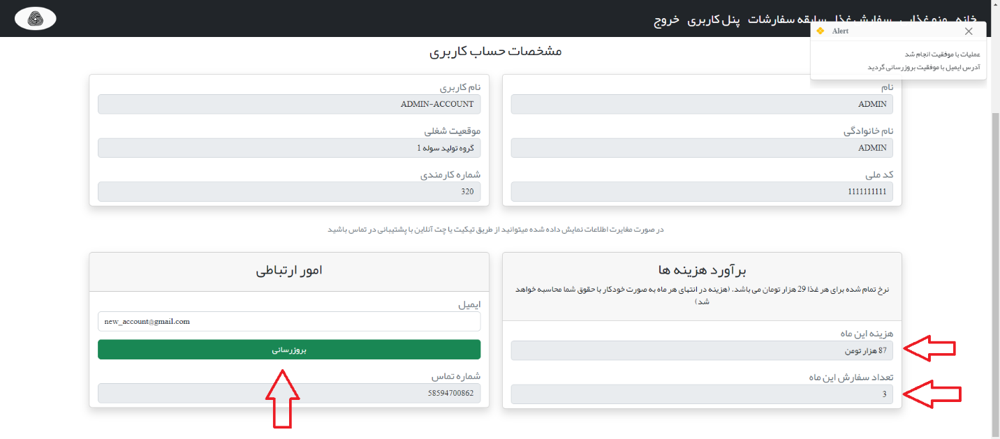 خانه منو غذایی سفارش غذا سابقه سفارشات پنل کاربری خروج
Alert
عملیات با موفقیت انجام شد
آدرس ایمیل با موفقیت بروزرسانی گردید
مشخصات حساب کاربری
نام
ADMIN
نام خانوادگی
ADMIN
کد ملی
1111111111
نام کاربری
ADMIN-ACCOUNT
موقعیت شغلی
گروه تولید سوله 1
شماره کارمندی
320
در صورت مغایرت اطلاعات نمایش داده شده میتوانید از طریق تیکیت یا چت آنلاین با پشتیبانی در تماس باشید
برآورد هزینه ها
نرخ تمام شده برای هر غذا 29 هزار تومان می باشد. (هزینه در انتهای هر ماه به صورت خودکار با حقوق شما محاسبه خواهد
شد)
هزینه این ماه
87 هزار تومن
تعداد سفارش این ماه
3
امور ارتباطی
ایمیل
new_account@gmail.com
بروزرسانی
شماره تماس
58594700862